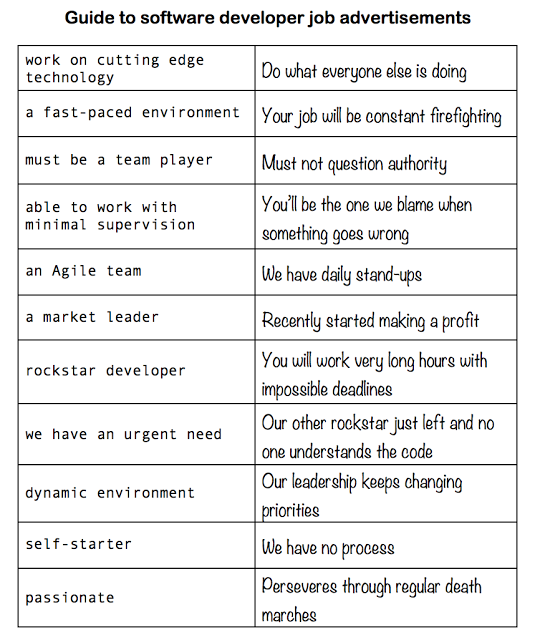 Guide to software developer job advertisements
work on cutting edge
technology
Do what everyone else is doing
a fast-paced environment
Your job will be constant firefighting
must be a team player
Must not question authority
able to work with
minimal supervision
You'll be the one we blame when
something goes wrong
an Agile team
We have daily stand-ups
a market leader
Recently started making a profit
rockstar developer
You will work very long hours with
impossible deadlines
we have an urgent need
Our other rockstar just left and no
one understands the code
dynamic environment
Our leadership keeps changing
priorities
self-starter
We have no process
passionate
Perseveres through regular death
marches